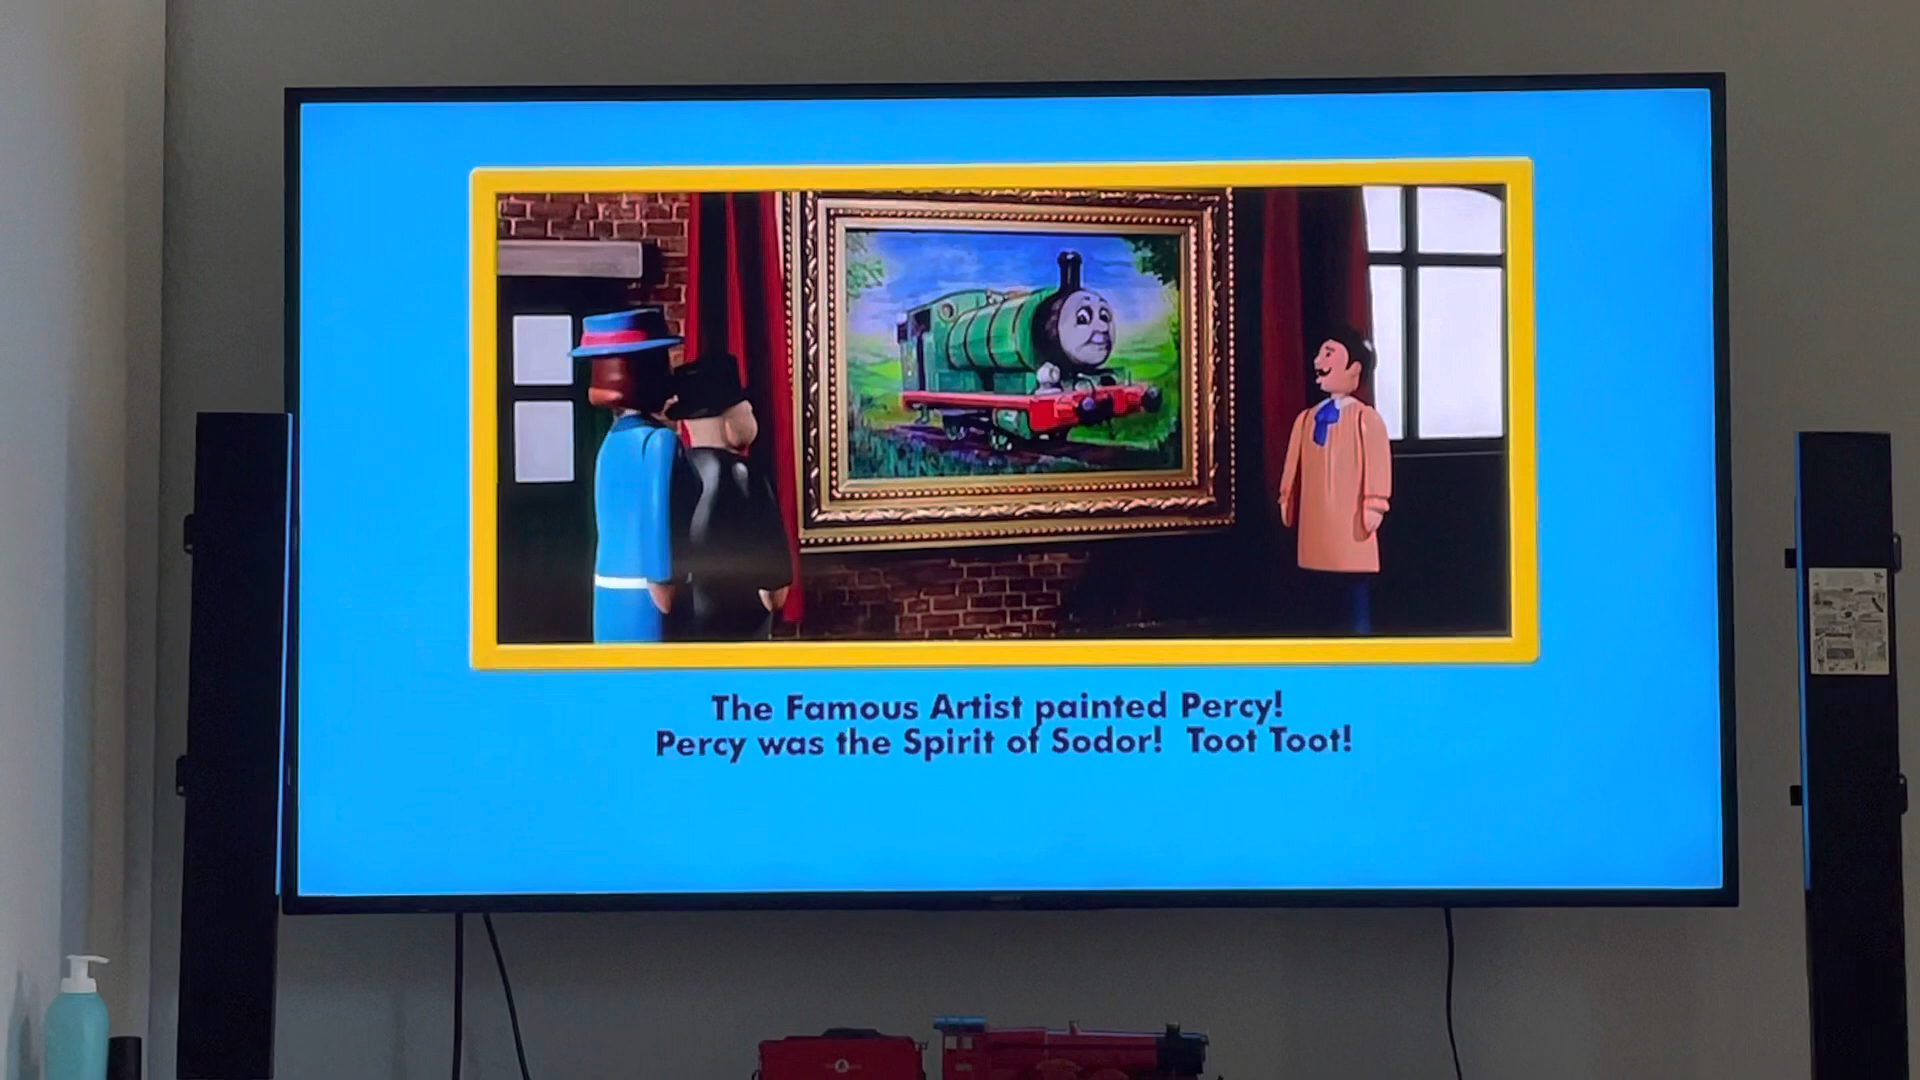 The Famous Artist painted Percy!
Percy was the Spirit of Sodor! Toot Toot!